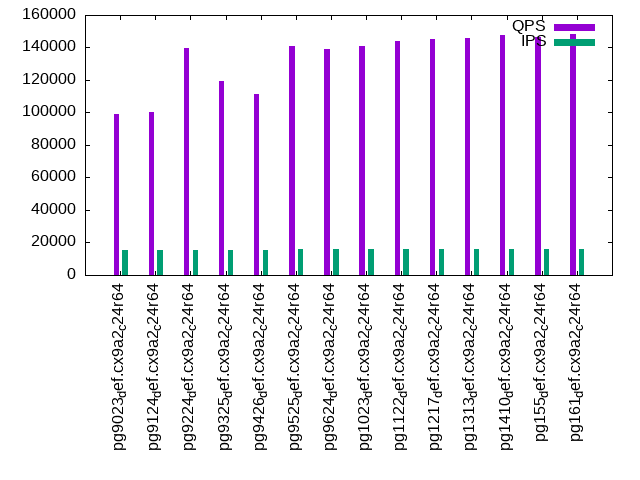 160000
140000
120000
100000
80000
60000
40000
20000
0
QPS
IPS
pg9023def.cx9a2c24r64
pg9124def.cx9a2c24r64
pg9224def.cx9a2c24r64
pg9325def.cx9a2c24r64
pg9426def.cx9a2c24r64
pg9525def.cx9a2c24r64
pg9624def.cx9a2c24r64
pg1023def.cx9a2c24r64
pg1122def.cx9a2c24r64
pg1217def.cx9a2c24r64
pg1313def.cx9a2c24r64
pg1410def.cx9a2c24r64
pg155def.cx9a2c24r64
pg161def.cx9a2c24r64